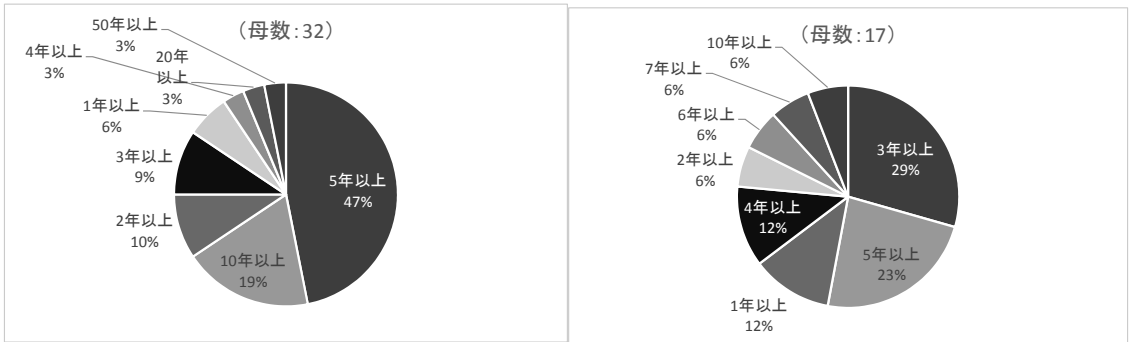 （母数:32）
50年以上
3%
4年以上
3%
20年
以上
3%
1年以上
6%
3年以上
9%
2年以上
10%
10年以上
19%
5年以上
47%
（母数:17）
10年以上
6%
7年以上
6%
6年以上
6%
2年以上
6%
4年以上
12%
1年以上
12%
5年以上
23%
3年以上
29%